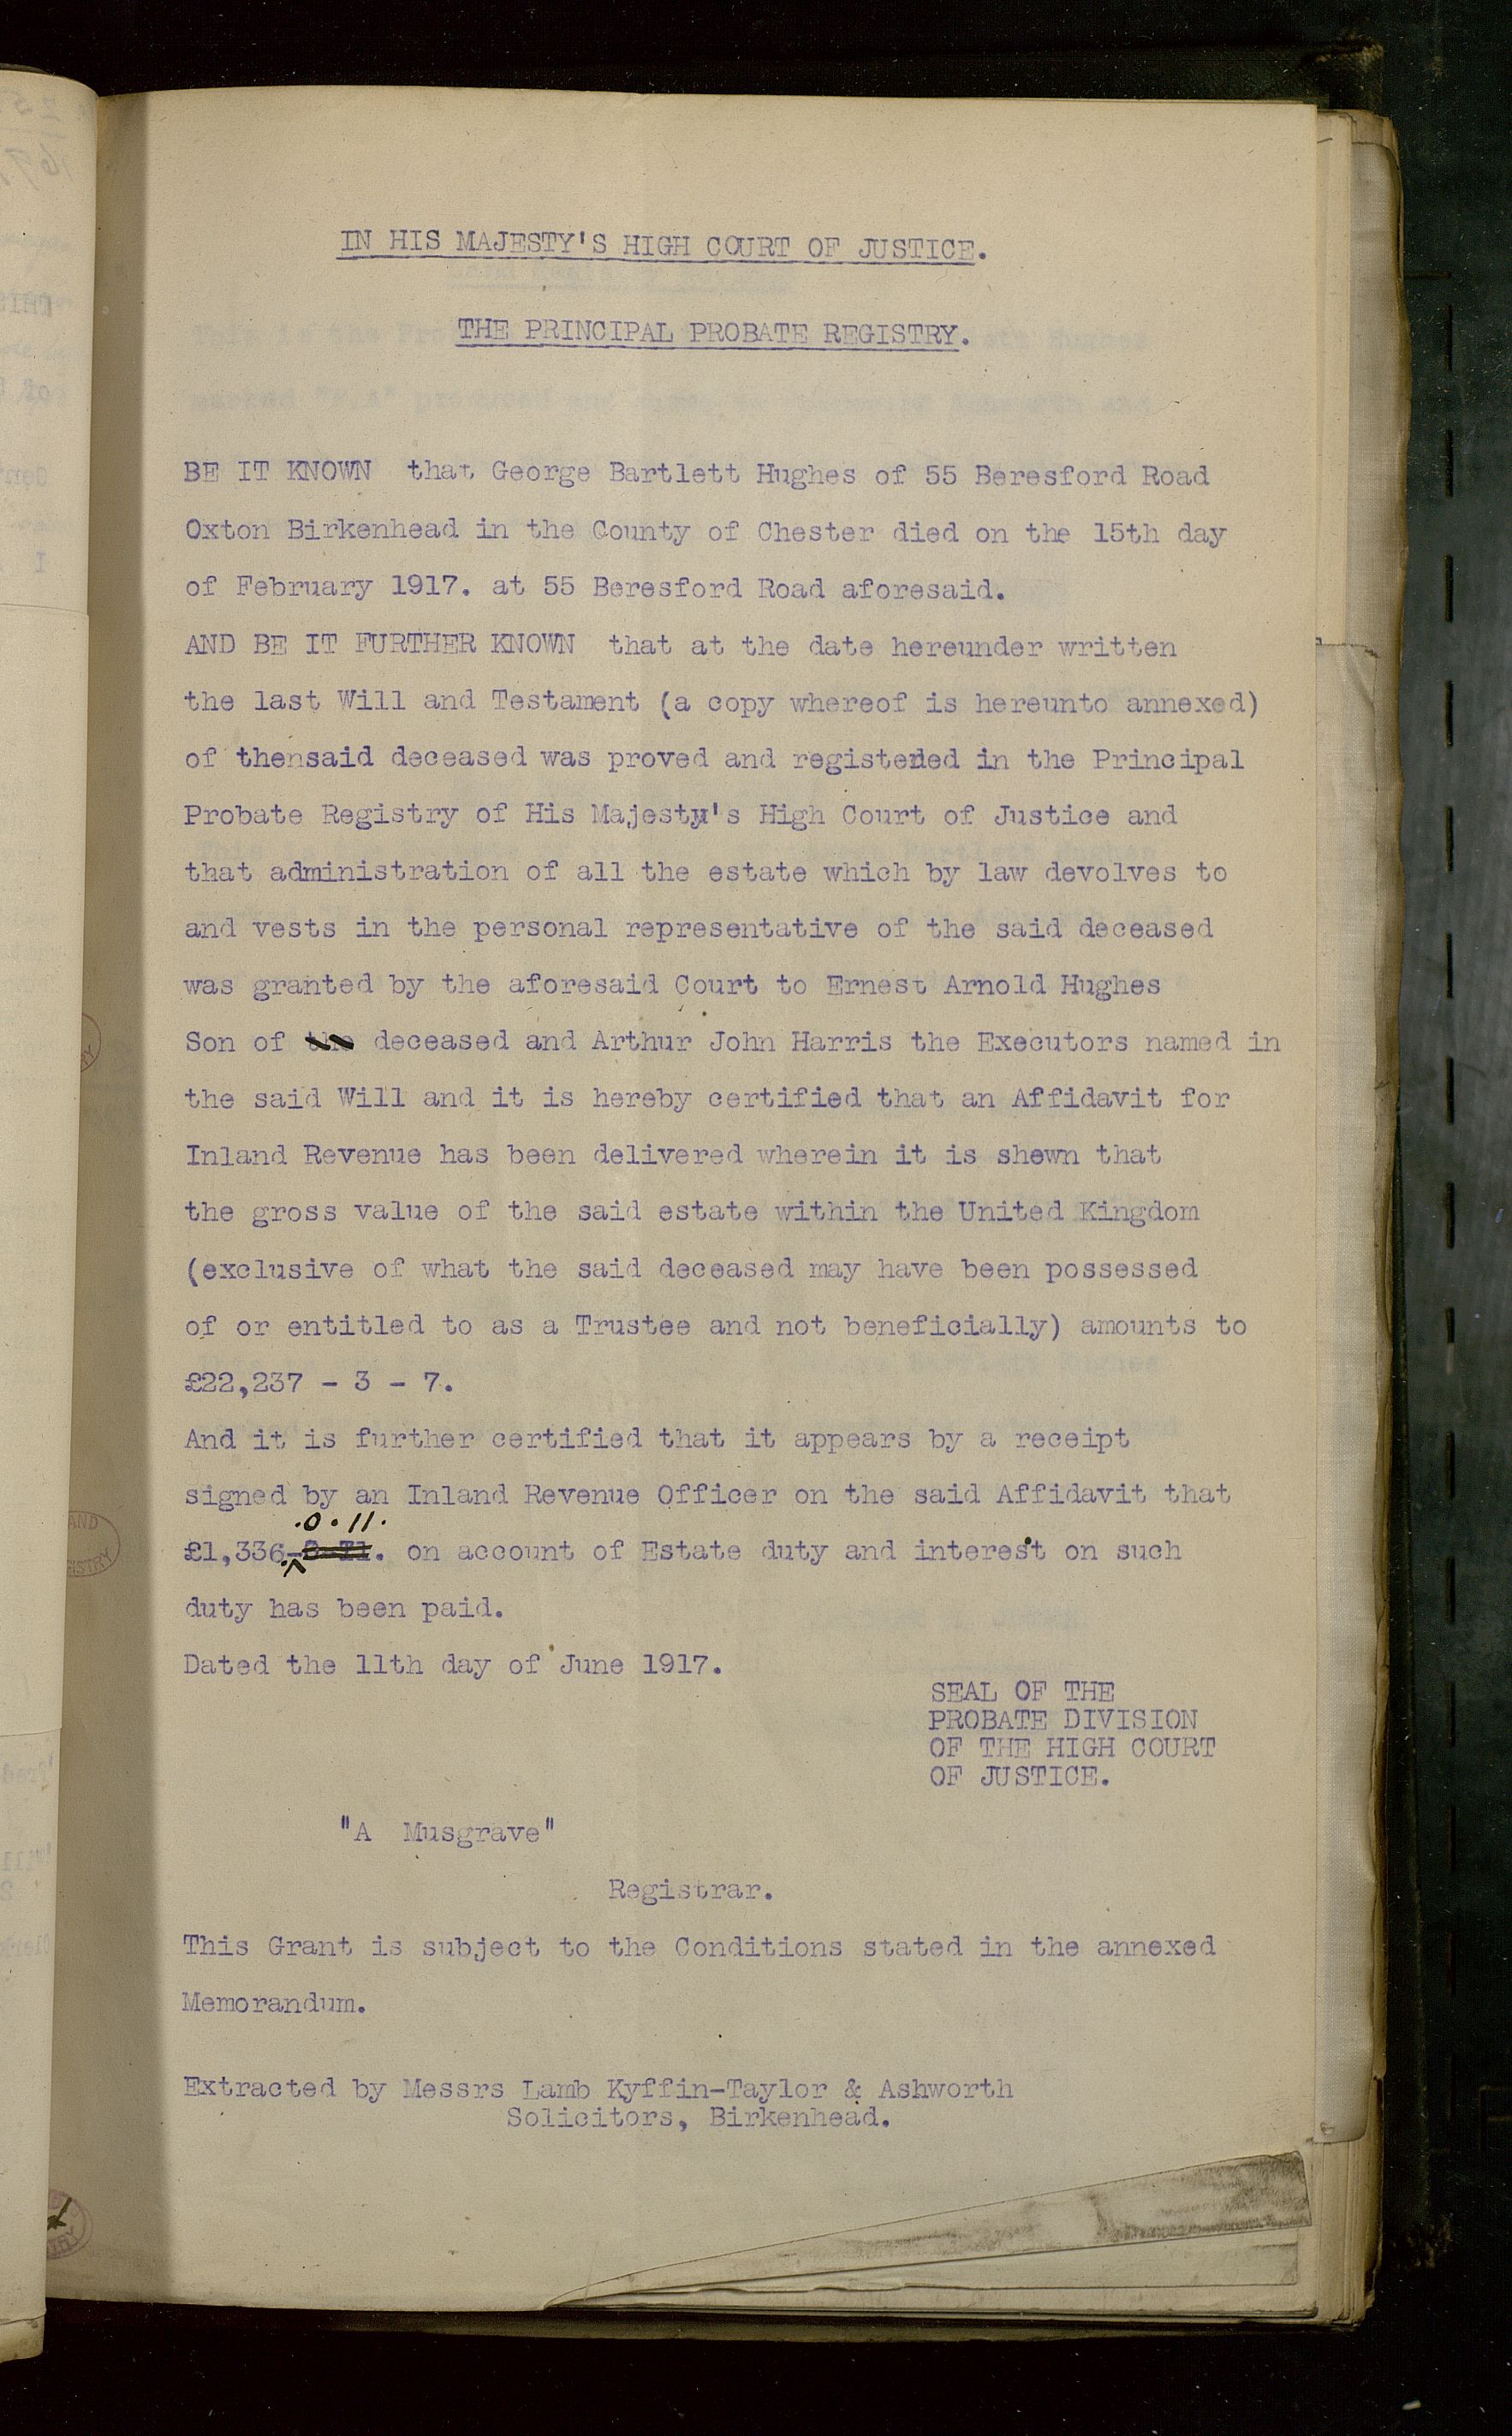 IN HIS MAJESTY'S HIGH COURT OF JUSTICE.
THE PRINCIPAL PROBATE REGISTRY.
BE IT KNOWN that George Bartlett Hughes of 55 Beresford Road
Oxton Birkenhead in the County of Chester died on the 15th day
of February 1917. at 55 Beresford Road aforesaid.
AND BE IT FURTHER KNOWN that at the date hereunder written
the last Will and Testament (a copy whereof is hereunto annexed)
of thensaid deceased was proved and registered in the Principal
Probate Registry of His Majesty's High Court of Justice and
that administration of all the estate which by law devolves to
and vests in the personal representative of the said deceased
was granted by the aforesaid Court to Ernest Arnold Hughes
Son of the deceased and Arthur John Harris the Executors named in
the said Will and it is hereby certified that an Affidavit for
Inland Revenue has been delivered wherein it is shewn that
the gross value of the said estate within the United Kingdom
(exclusive of what the said deceased may have been possessed
of or entitled to as a Trustee and not beneficially) amounts to
£22,237 - 3 - 7.
And it is further certified that it appears by a receipt
signed by an Inland Revenue Officer on the said Affidavit that
.0.11.
£1,336. on account of Estate duty and interest on such
duty has been paid.
Dated the 11th day of June 1917.
SEAL OF THE
PROBATE DIVISION
OF THE HIGH COURT
OF JUSTICE.
"A Musgrave"
Registrar.
This Grant is subject to the Conditions stated in the annexed
Memorandum.
Extracted by Messrs Lamb Kyffin-Taylor & Ashworth
Solicitors, Birkenhead.